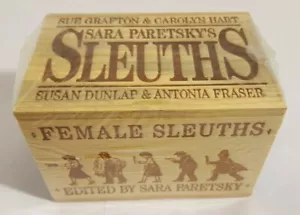 SUE GRAFTON & CAROLYN HART
SARA PARETSKY'S
SLEUTHS
SUSAN DUNLAP & ANTONIA FRASER
· FEMALE SLEUTHS ·
EDITED BY SARA PARETSKY